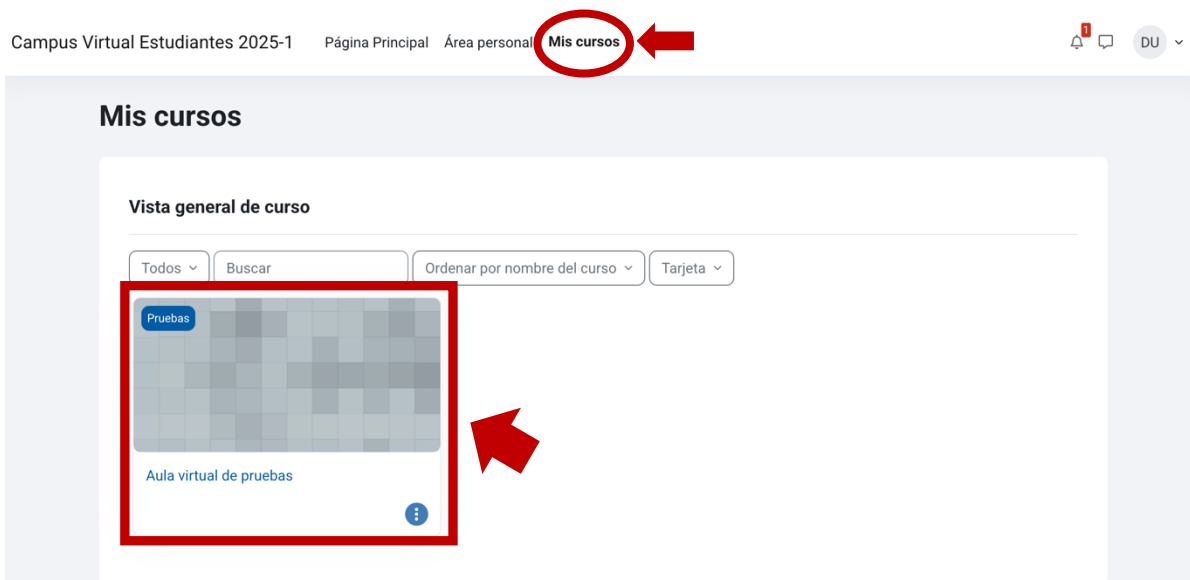 Campus Virtual Estudiantes 2025-1 Página Principal Área personal Mis cursos 1 DU
Mis cursos
Vista general de curso
Todos Buscar Ordenar por nombre del curso Tarjeta
Pruebas
Aula virtual de pruebas